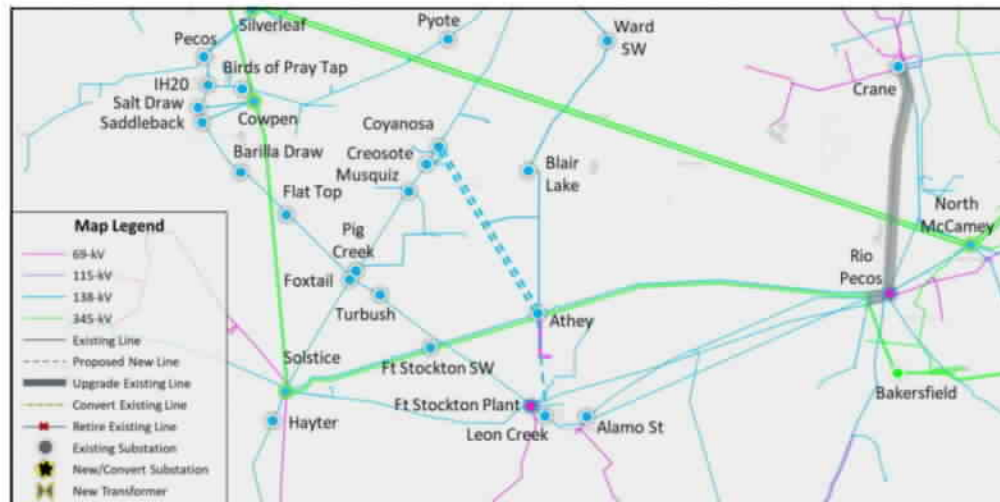 Silverleaf
Pyote
Ward
SW
Pecos
Birds of Pray Tap
IH20
Crane
Salt Draw
Saddleback
Cowpen
Coyanosa
Barilla Draw
Creosote
Musquiz
Blair
Lake
Flat Top
North
McCamey
Map Legend
69-kV
115-kV
138-kV
345-kV
Existing Line
Proposed New Line
Upgrade Existing Line
Convert Existing Line
Retire Existing Line
Existing Substation
New/Convert Substation
New Transformer
Pig
Creek
Rio
Pecos
Foxtail
Turbush
Athey
Solstice
Ft Stockton SW
Bakersfield
Ft Stockton Plant
Hayter
Leon Creek
Alamo St